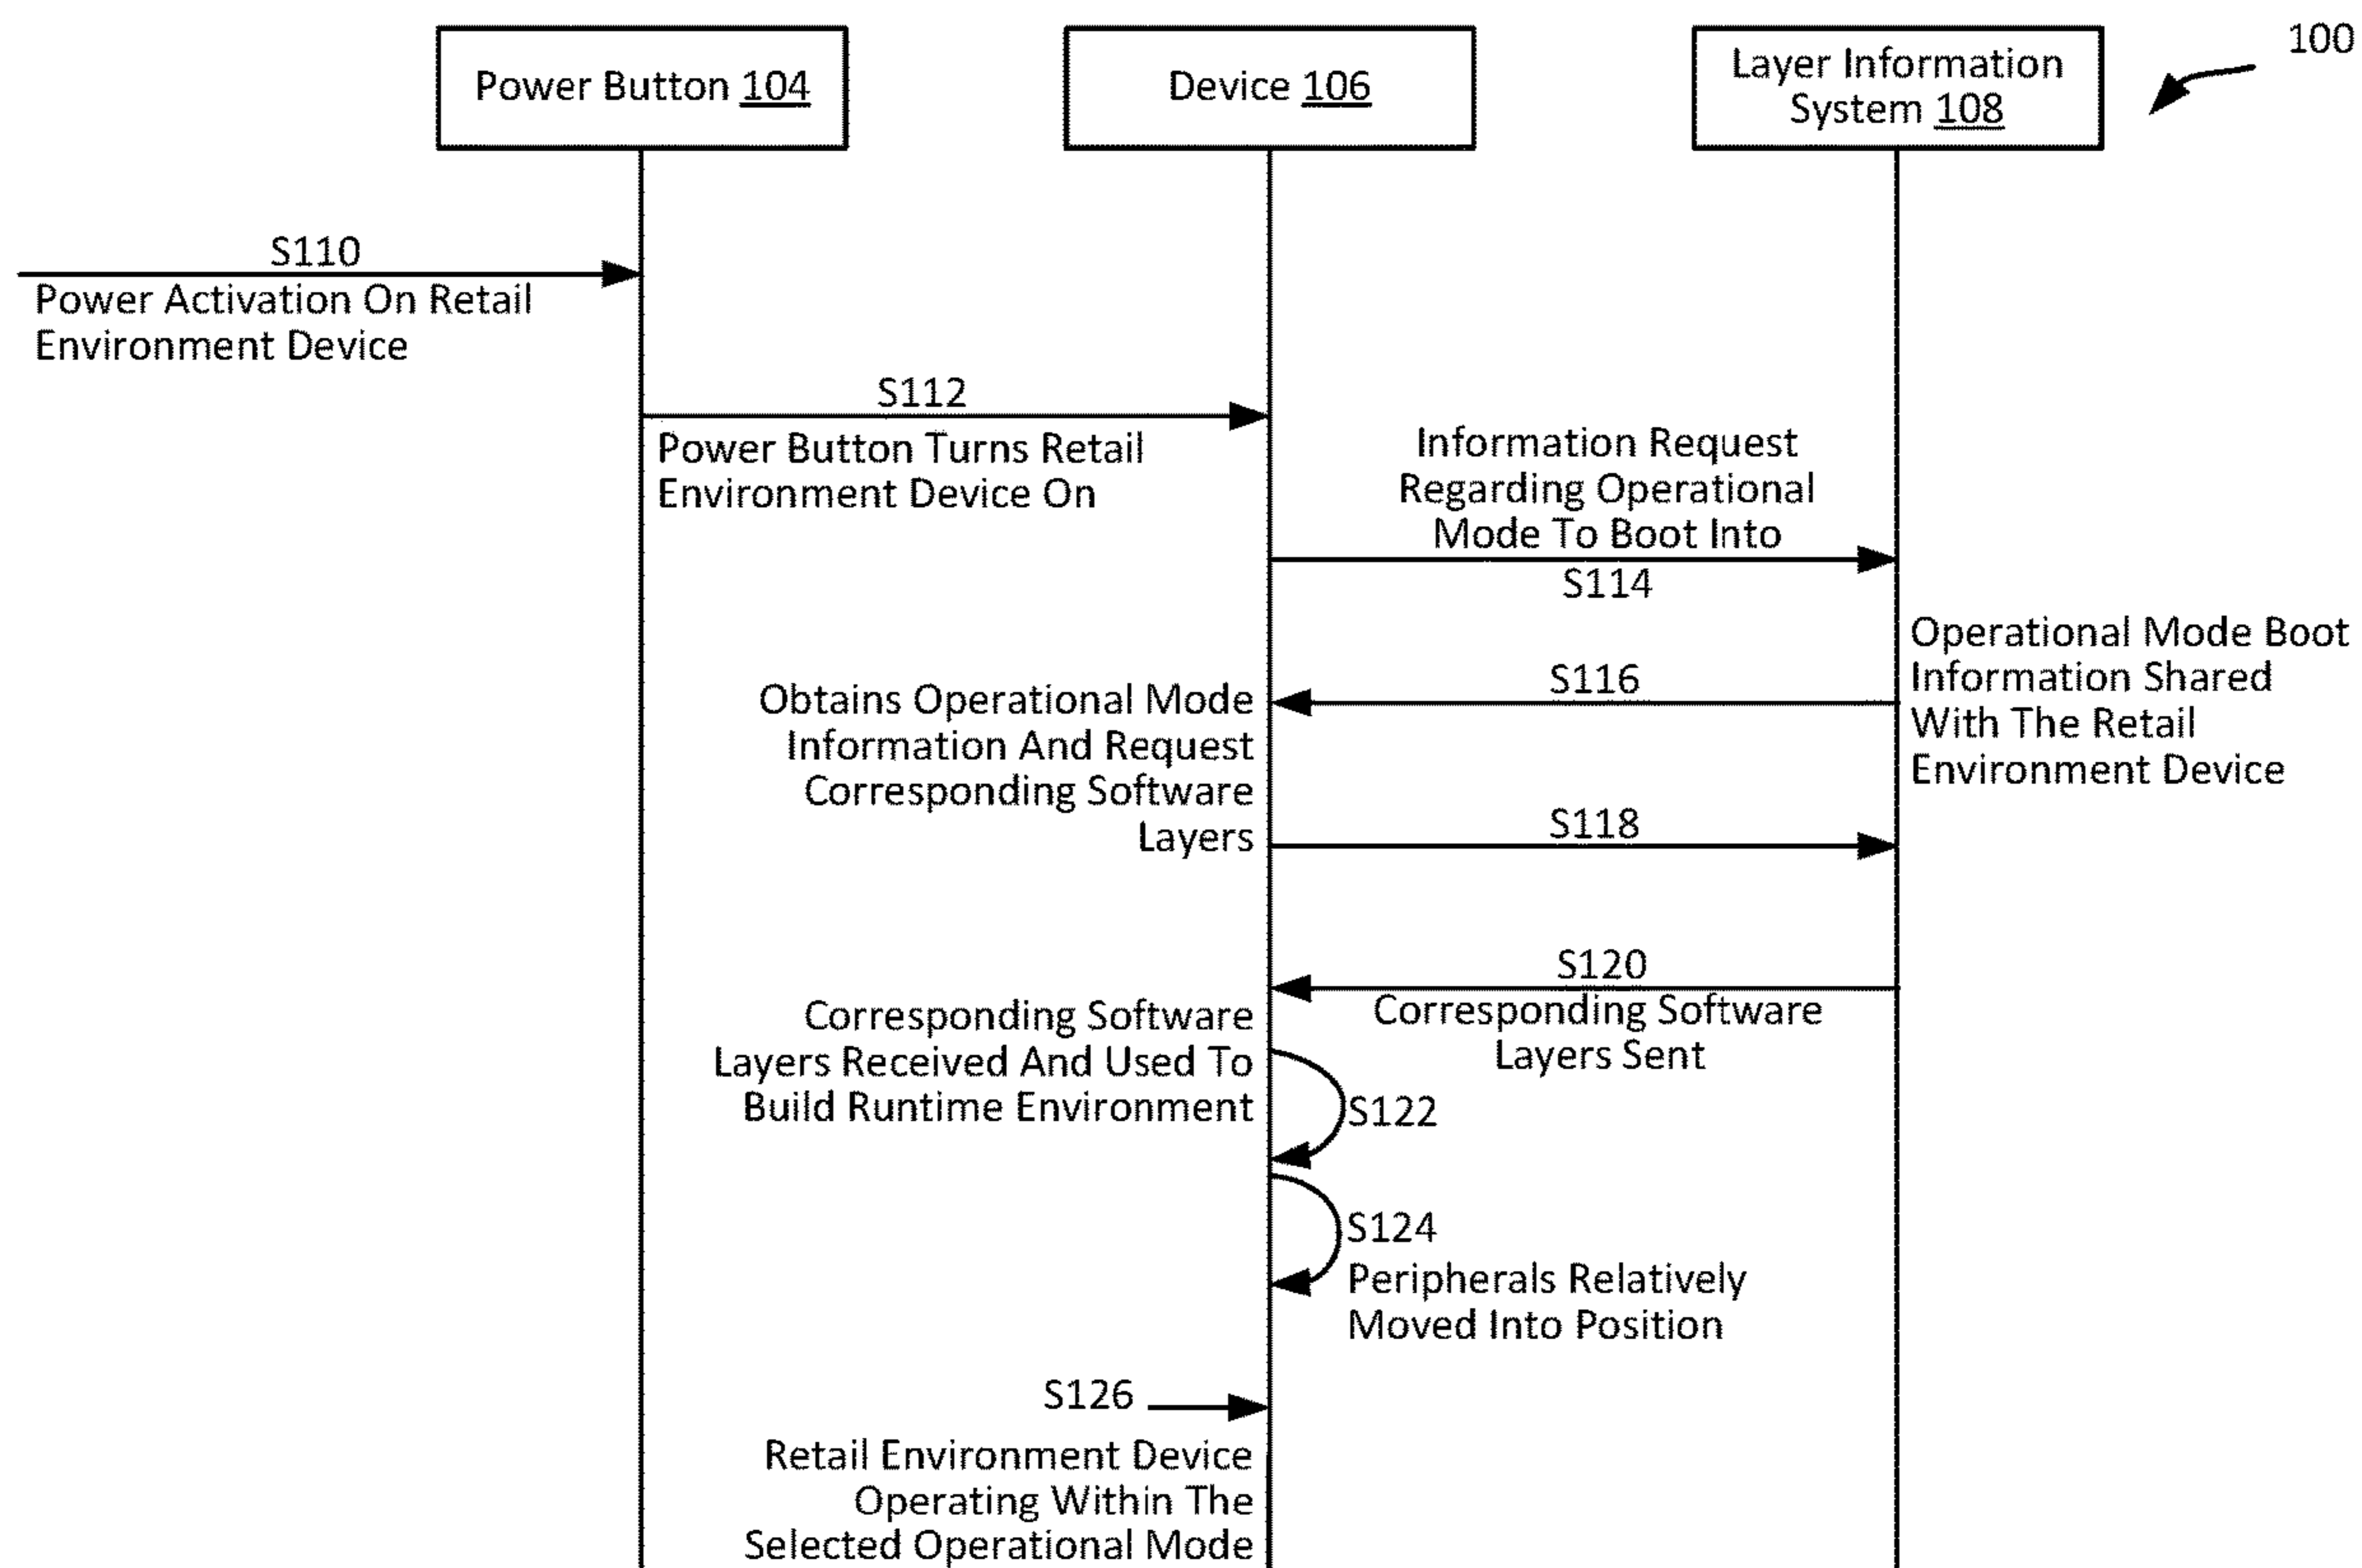 100
Power Button 104
Device 106
Layer Information
System 108
S110
Power Activation On Retail
Environment Device
S112
Power Button Turns Retail
Environment Device On
Information Request
Regarding Operational
Mode To Boot Into
S114
Operational Mode Boot
Information Shared
With The Retail
Environment Device
S116
Obtains Operational Mode
Information And Request
Corresponding Software
Layers
S118
S120
Corresponding Software
Layers Sent
Corresponding Software
Layers Received And Used To
Build Runtime Environment
S122
S124
Peripherals Relatively
Moved Into Position
S126
Retail Environment Device
Operating Within The
Selected Operational Mode